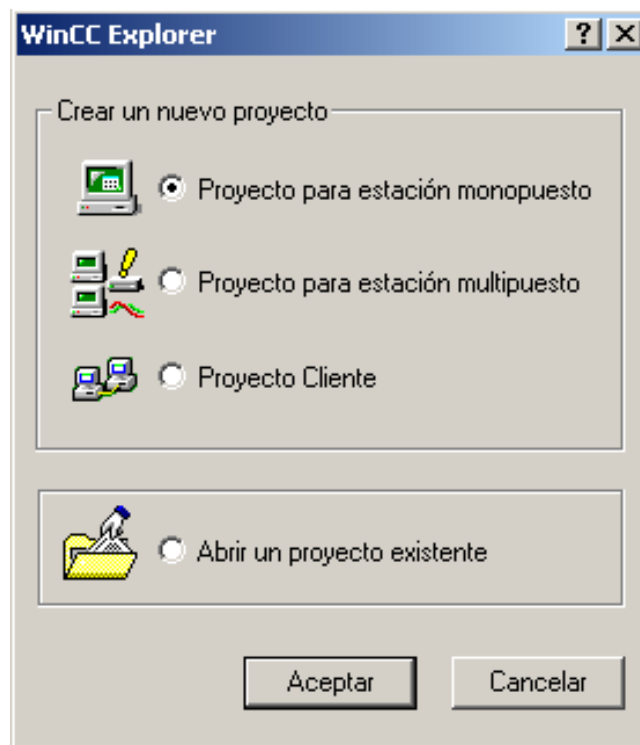 WinCC Explorer
Crear un nuevo proyecto
Proyecto para estación monopuesto
Proyecto para estación multipuesto
Proyecto Cliente
Abrir un proyecto existente
Aceptar
Cancelar